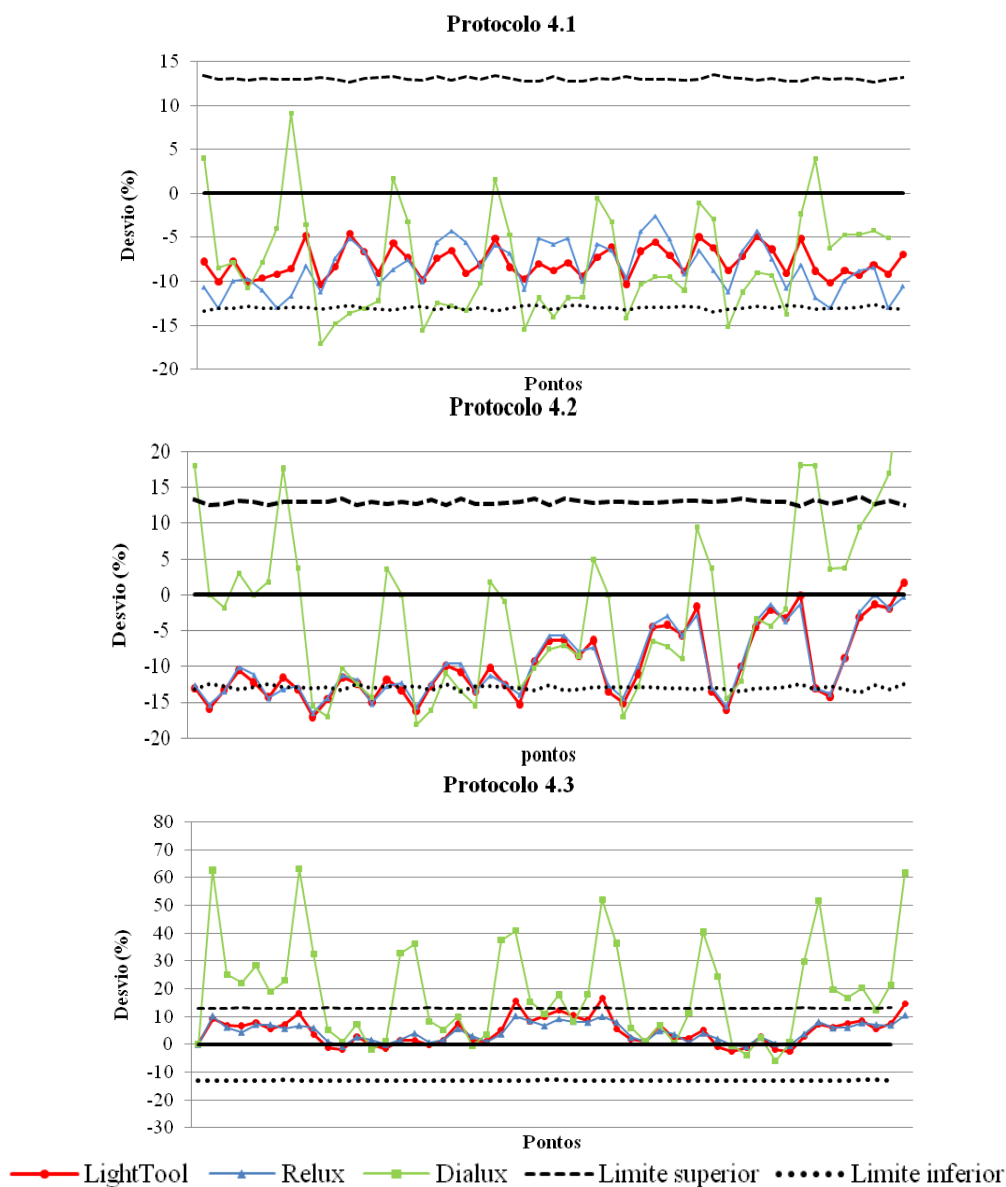 Protocolo 4.1
15
10
5
0
-5
-10
-15
-20
Desvio (%)
Pontos
Protocolo 4.2
20
15
10
5
0
-5
-10
-15
-20
Desvio (%)
pontos
Protocolo 4.3
80
70
60
50
40
30
20
10
0
-10
-20
-30
Desvio (%)
Pontos
LightTool Relux Dialux Limite superior Limite inferior